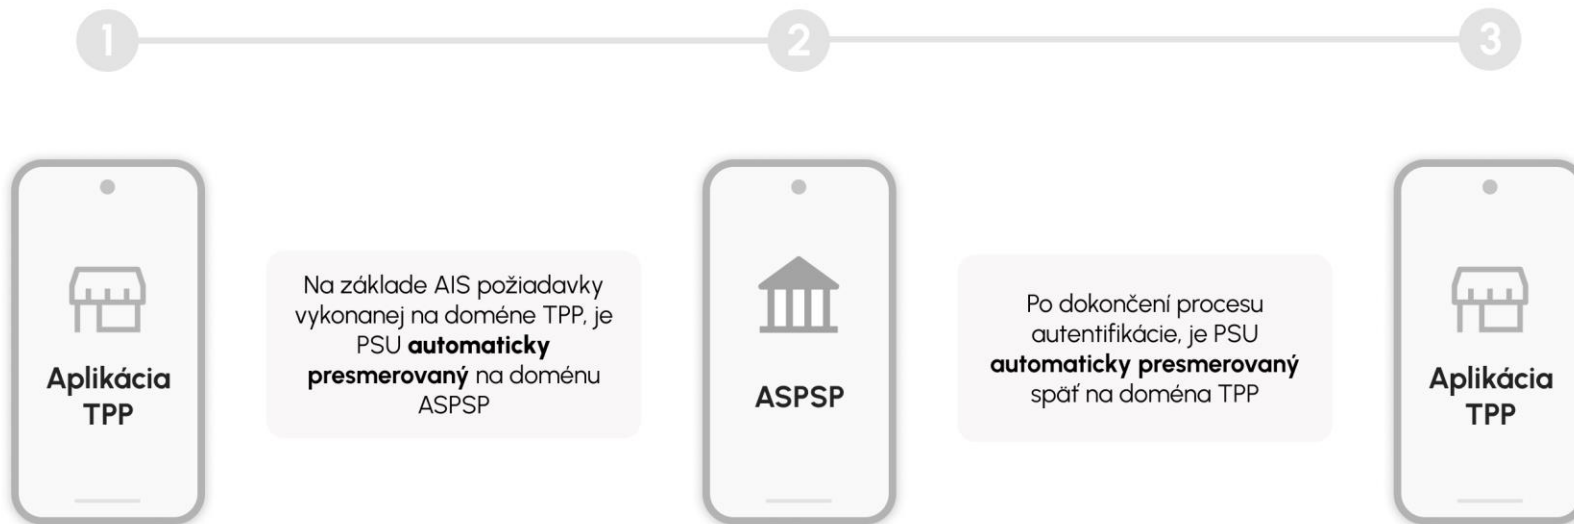 1
2
3
Aplikácia
TPP
Na základe AIS požiadavky
vykonanej na doméne TPP, je
PSU automaticky
presmerovaný na doménu
ASPSP
ASPSP
Po dokončení procesu
autentifikácie, je PSU
automaticky presmerovaný
späť na doména TPP
Aplikácia
TPP